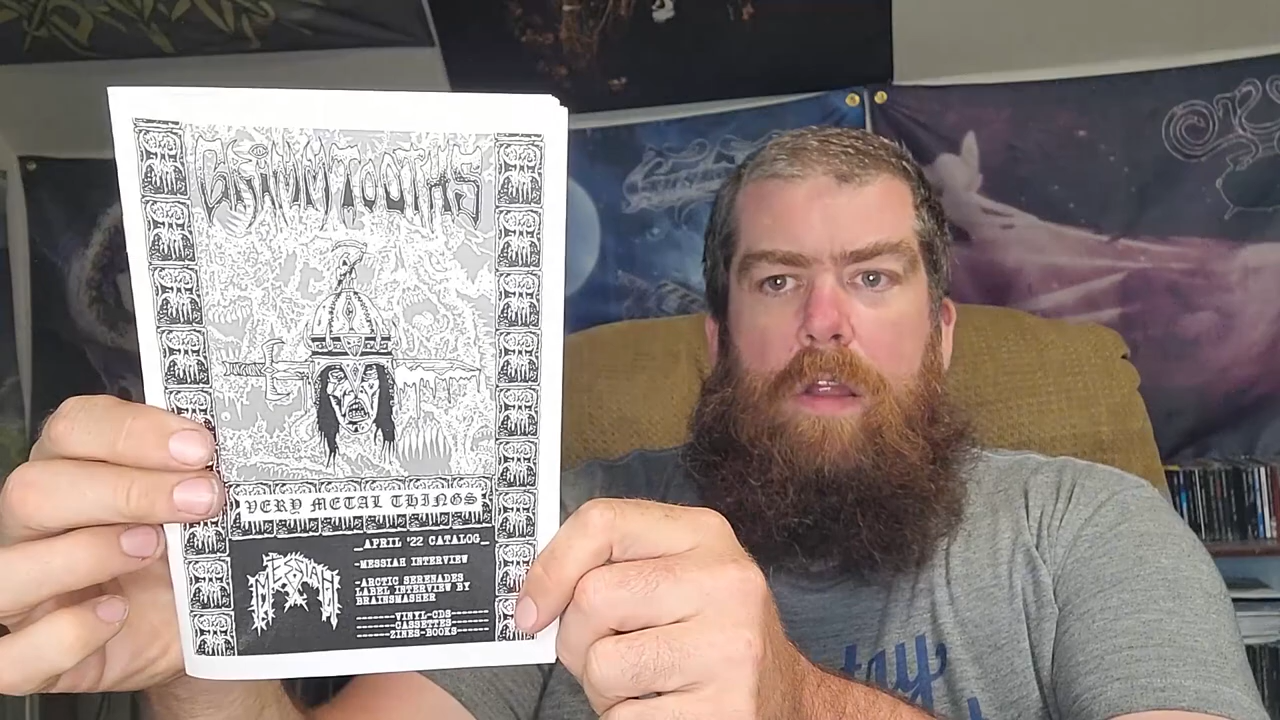 GRIMMTOOTHS
VERY METAL THINGS
_APRIL '22 CATALOG_
MESSIAH
-MESSIAH INTERVIEW
-ARCTIC SERENADES
LABEL INTERVIEW BY
BRAINSMASHER
-------VINYL-CDS-------
-------CASSETTES-------
------ZINES-BOOKS------